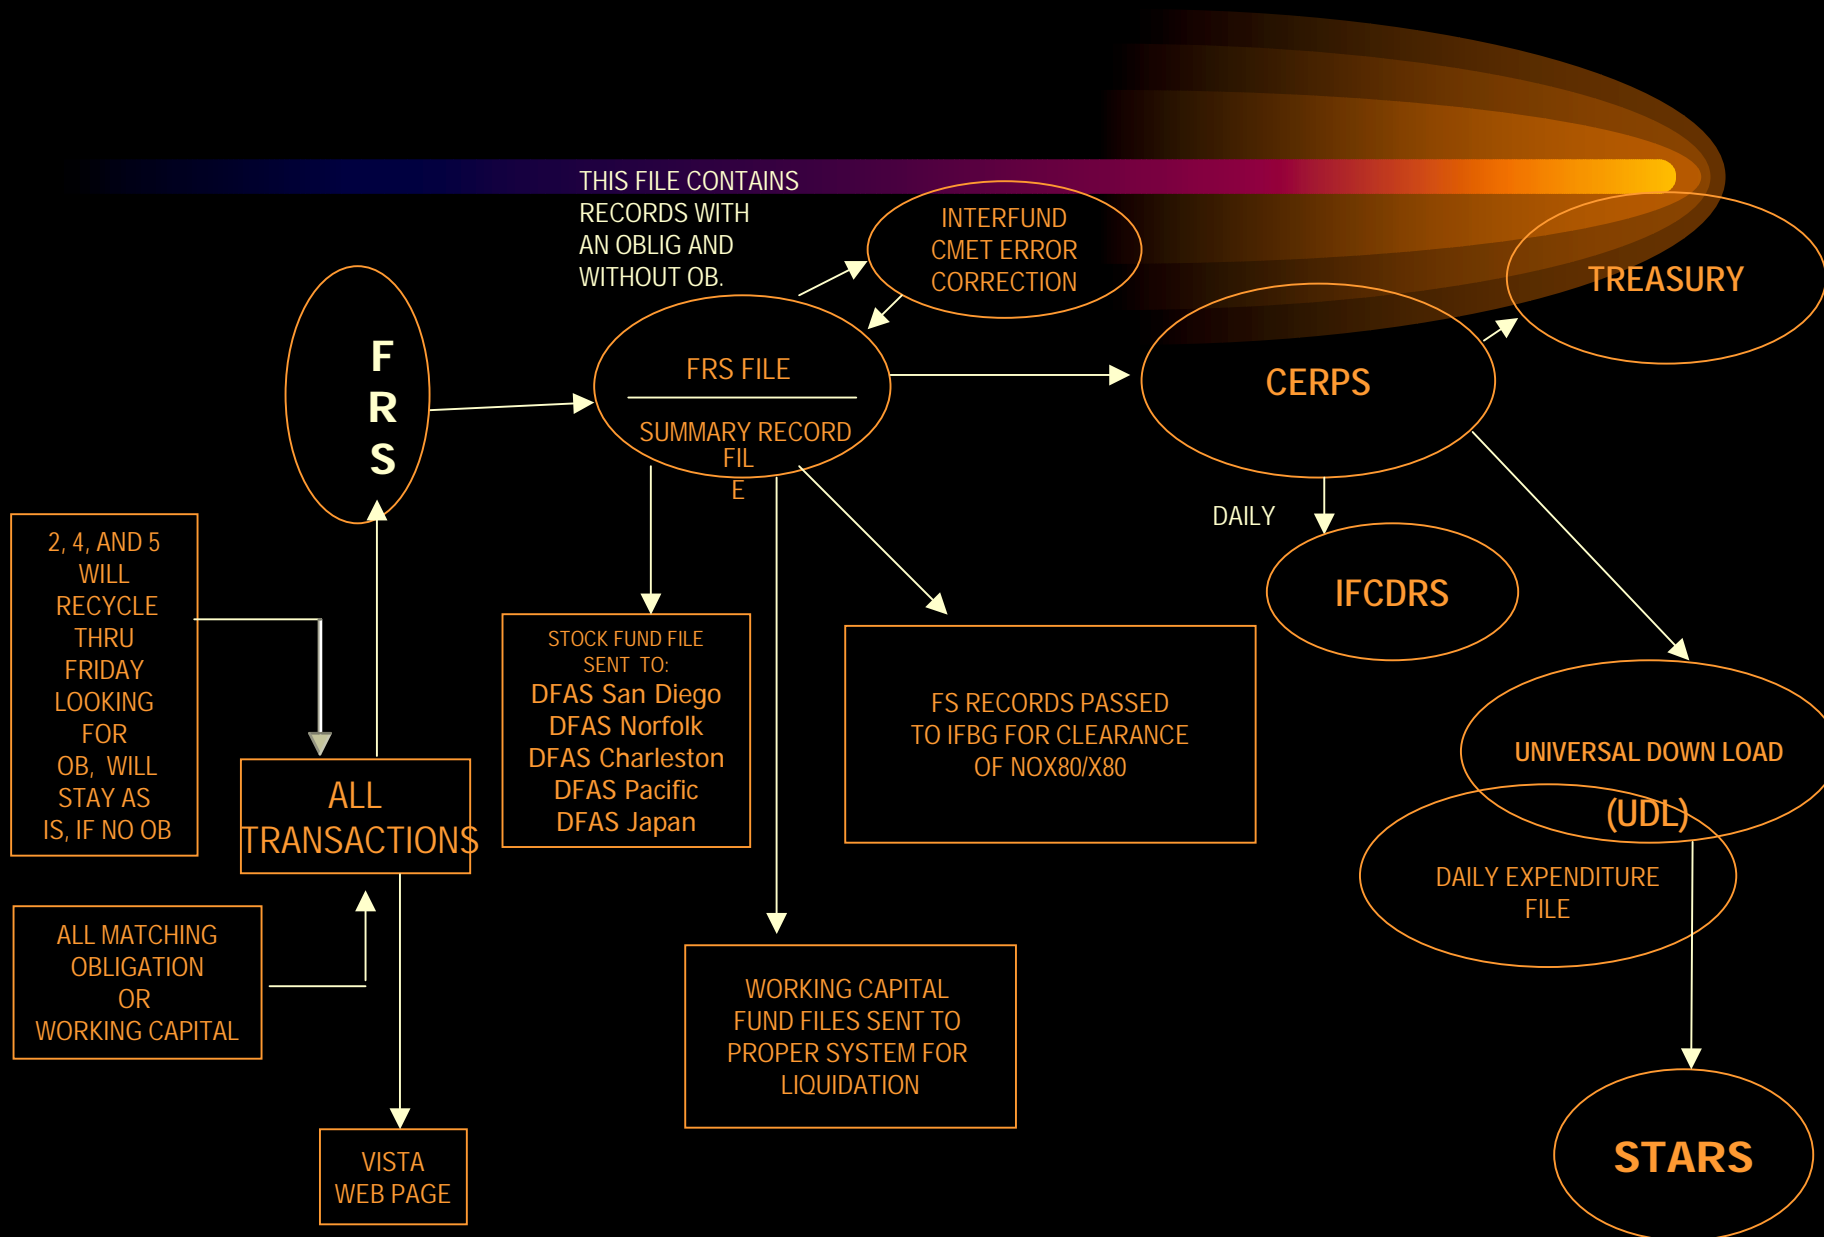 THIS FILE CONTAINS
RECORDS WITH
AN OBLIG AND
WITHOUT OB.
INTERFUND
CMET ERROR
CORRECTION
TREASURY
F
R
S
FRS FILE
SUMMARY RECORD
FIL
E
CERPS
DAILY
IFCDRS
2, 4, AND 5
WILL
RECYCLE
THRU
FRIDAY
LOOKING
FOR
OB, WILL
STAY AS
IS, IF NO OB
ALL
TRANSACTIONS
STOCK FUND FILE
SENT TO:
DFAS San Diego
DFAS Norfolk
DFAS Charleston
DFAS Pacific
DFAS Japan
FS RECORDS PASSED
TO IFBG FOR CLEARANCE
OF NOX80/X80
UNIVERSAL DOWN LOAD
(UDL)
DAILY EXPENDITURE
FILE
ALL MATCHING
OBLIGATION
OR
WORKING CAPITAL
WORKING CAPITAL
FUND FILES SENT TO
PROPER SYSTEM FOR
LIQUIDATION
VISTA
WEB PAGE
STARS